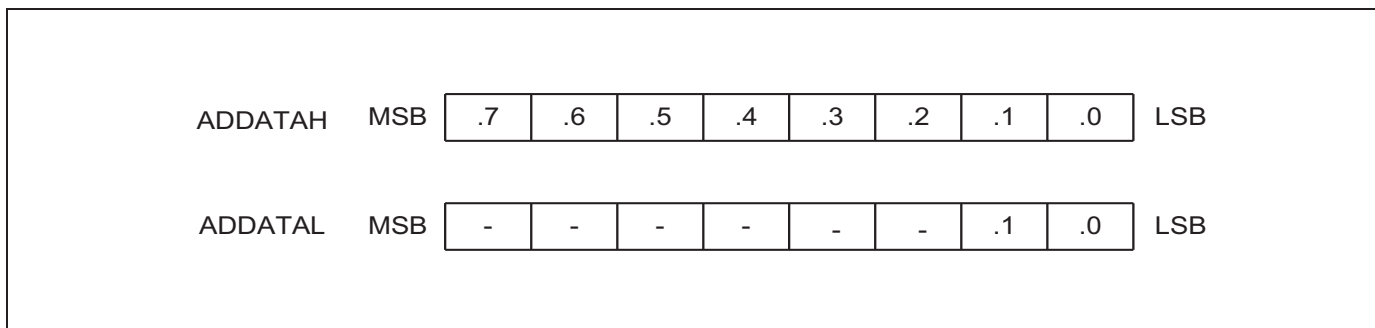 ADDATAH MSB .7 .6 .5 .4 .3 .2 .1 .0 LSB
ADDATAL MSB - - - - - - .1 .0 LSB